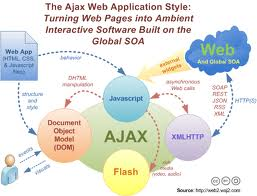 The Ajax Web Application Style:
Turning Web Pages into Ambient
Interactive Software Built on the
Global SOA
Web App
(HTML, CSS,
& Javascript
files)
behavior
external
widgets
Web
And Global SOA
DHTML
manipulation
asynchronous
Web calls
structure
and
style
Javascript
SOAP
REST
JSON
RSS
XML
HTTP(S)
Document
Object
Model
(DOM)
AJAX
XMLHTTP
Flash
rich
media
(video, audio)
events
visuals
Source: http://web2.wsj2.com